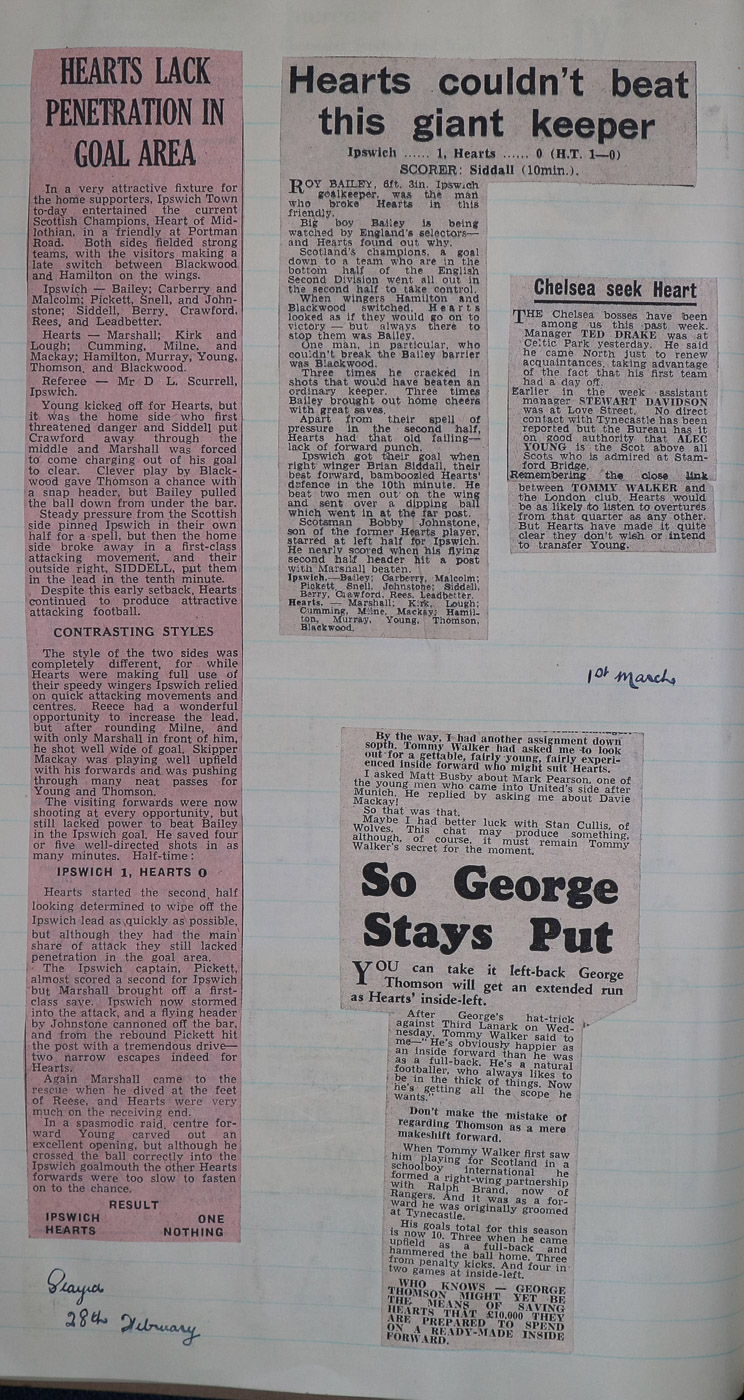 HEARTS LACK
PENETRATION IN
GOAL AREA
In a very attractive fixture for
the home supporters, Ipswich Town
to-day entertained the current
Scottish Champions, Heart of Mid-
lothian, in a friendly at Portman
Road. Both sides fielded strong
teams, with the visitors making a
late switch between Blackwood
and Hamilton on the wings.
Ipswich — Bailey; Carberry and
Malcolm; Pickett, Snell, and John-
stone; Siddell, Berry, Crawford,
Rees, and Leadbetter.
Hearts — Marshall; Kirk and
Lough; Cumming, Milne, and
Mackay; Hamilton, Murray, Young,
Thomson, and Blackwood.
Referee — Mr D L. Scurrell,
Ipswich.
Young kicked off for Hearts, but
it was the home side who first
threatened danger and Siddell put
Crawford away through the
middle and Marshall was forced
to come charging out of his goal
to clear. Clever play by Black-
wood gave Thomson a chance with
a snap header, but Bailey pulled
the ball down from under the bar.
Steady pressure from the Scottish
side pinned Ipswich in their own
half for a spell, but then the home
side broke away in a first-class
attacking movement, and their
outside right, SIDDELL, put them
in the lead in the tenth minute.
Despite this early setback, Hearts
continued to produce attractive
attacking football.
CONTRASTING STYLES
The style of the two sides was
completely different, for while
Hearts were making full use of
their speedy wingers Ipswich relied
on quick attacking movements and
centres. Reece had a wonderful
opportunity to increase the lead,
but after rounding Milne, and
with only Marshall in front of him,
he shot well wide of goal. Skipper
Mackay was playing well upfield
with his forwards and was pushing
through many neat passes for
Young and Thomson.
The visiting forwards were now
shooting at every opportunity, but
still lacked power to beat Bailey
in the Ipswich goal. He saved four
or five well-directed shots in as
many minutes. Half-time:
IPSWICH 1, HEARTS 0
Hearts started the second half
looking determined to wipe off the
Ipswich lead as quickly as possible,
but although they had the main
share of attack they still lacked
penetration in the goal area.
The Ipswich captain, Pickett,
almost scored a second for Ipswich
but Marshall brought off a first-
class save. Ipswich now stormed
into the attack, and a flying header
by Johnstone cannoned off the bar,
and from the rebound Pickett hit
the post with a tremendous drive—
two narrow escapes indeed for
Hearts.
Again Marshall came to the
rescue when he dived at the feet
of Reese, and Hearts were very
much on the receiving end.
In a spasmodic raid, centre for-
ward Young carved out an
excellent opening, but although he
crossed the ball correctly into the
Ipswich goalmouth the other Hearts
forwards were too slow to fasten
on to the chance.
RESULT
IPSWICH ONE
HEARTS NOTHING
Played
28th February
Hearts couldn't beat
this giant keeper
Ipswich ...... 1, Hearts ...... 0 (H.T. 1—0)
SCORER: Siddall (10min.).
ROY BAILEY, 6ft. 3in. Ipswich
goalkeeper, was the man
who broke Hearts in this
friendly.
Big boy Bailey is being
watched by England's selectors—
and Hearts found out why.
Scotland's champions, a goal
down to a team who are in the
bottom half of the English
Second Division went all out in
the second half to take control.
When wingers Hamilton and
Blackwood switched, Hearts
looked as if they would go on to
victory — but always there to
stop them was Bailey.
One man, in particular, who
couldn't break the Bailey barrier
was Blackwood.
Three times he cracked in
shots that would have beaten an
ordinary keeper. Three times
Bailey brought out home cheers
with great saves.
Apart from their spell of
pressure in the second half,
Hearts had that old failing—
lack of forward punch.
Ipswich got their goal when
right winger Brian Siddall, their
best forward, bamboozled Hearts'
defence in the 10th minute. He
beat two men out on the wing
and sent over a dipping ball
which went in at the far post.
Scotsman Bobby Johnstone,
son of the former Hearts player,
starred at left half for Ipswich.
He nearly scored when his flying
second half header hit a post
with Marshall beaten.
Ipswich.—Bailey; Carberry, Malcolm;
Pickett, Snell, Johnstone; Siddell,
Berry, Crawford, Rees, Leadbetter.
Hearts. — Marshall; Kirk, Lough;
Cumming, Milne, Mackay; Hamil-
ton, Murray, Young, Thomson,
Blackwood.
Chelsea seek Heart
THE Chelsea bosses have been
among us this past week.
Manager TED DRAKE was at
Celtic Park yesterday. He said
he came North just to renew
acquaintances, taking advantage
of the fact that his first team
had a day off.
Earlier in the week assistant
manager STEWART DAVIDSON
was at Love Street. No direct
contact with Tynecastle has been
reported but the Bureau has it
on good authority that ALEC
YOUNG is the Scot above all
Scots who is admired at Stam-
ford Bridge.
Remembering the close link
between TOMMY WALKER and
the London club, Hearts would
be as likely to listen to overtures
from that quarter as any other.
But Hearts have made it quite
clear they don't wish or intend
to transfer Young.
1st March
By the way, I had another assignment down
sopth. Tommy Walker had asked me to look
out for a gettable, fairly young, fairly experi-
enced inside forward who might suit Hearts.
I asked Matt Busby about Mark Pearson, one of
the young men who came into United's side after
Munich. He replied by asking me about Davie
Mackay!
So that was that.
Maybe I had better luck with Stan Cullis, of
Wolves. This chat may produce something,
although, of course, it must remain Tommy
Walker's secret for the moment.
So George
Stays Put
YOU can take it left-back George
Thomson will get an extended run
as Hearts' inside-left.
After George's hat-trick
against Third Lanark on Wed-
nesday, Tommy Walker said to
me—"He's obviously happier as
an inside forward than he was
as a full-back. He's a natural
footballer, who always likes to
be in the thick of things. Now
he's getting all the scope he
wants."
Don't make the mistake of
regarding Thomson as a mere
makeshift forward.
When Tommy Walker first saw
him playing for Scotland in a
schoolboy international he
formed a right-wing partnership
with Ralph Brand, now of
Rangers. And it was as a for-
ward he was originally groomed
at Tynecastle.
His goals total for this season
is now 10. Three when he came
upfield as a full-back and
hammered the ball home. Three
from penalty kicks. And four in
two games at inside-left.
WHO KNOWS — GEORGE
THOMSON MIGHT YET BE
THE MEANS OF SAVING
HEARTS THAT £10,000 THEY
ARE PREPARED TO SPEND
ON A READY-MADE INSIDE
FORWARD.